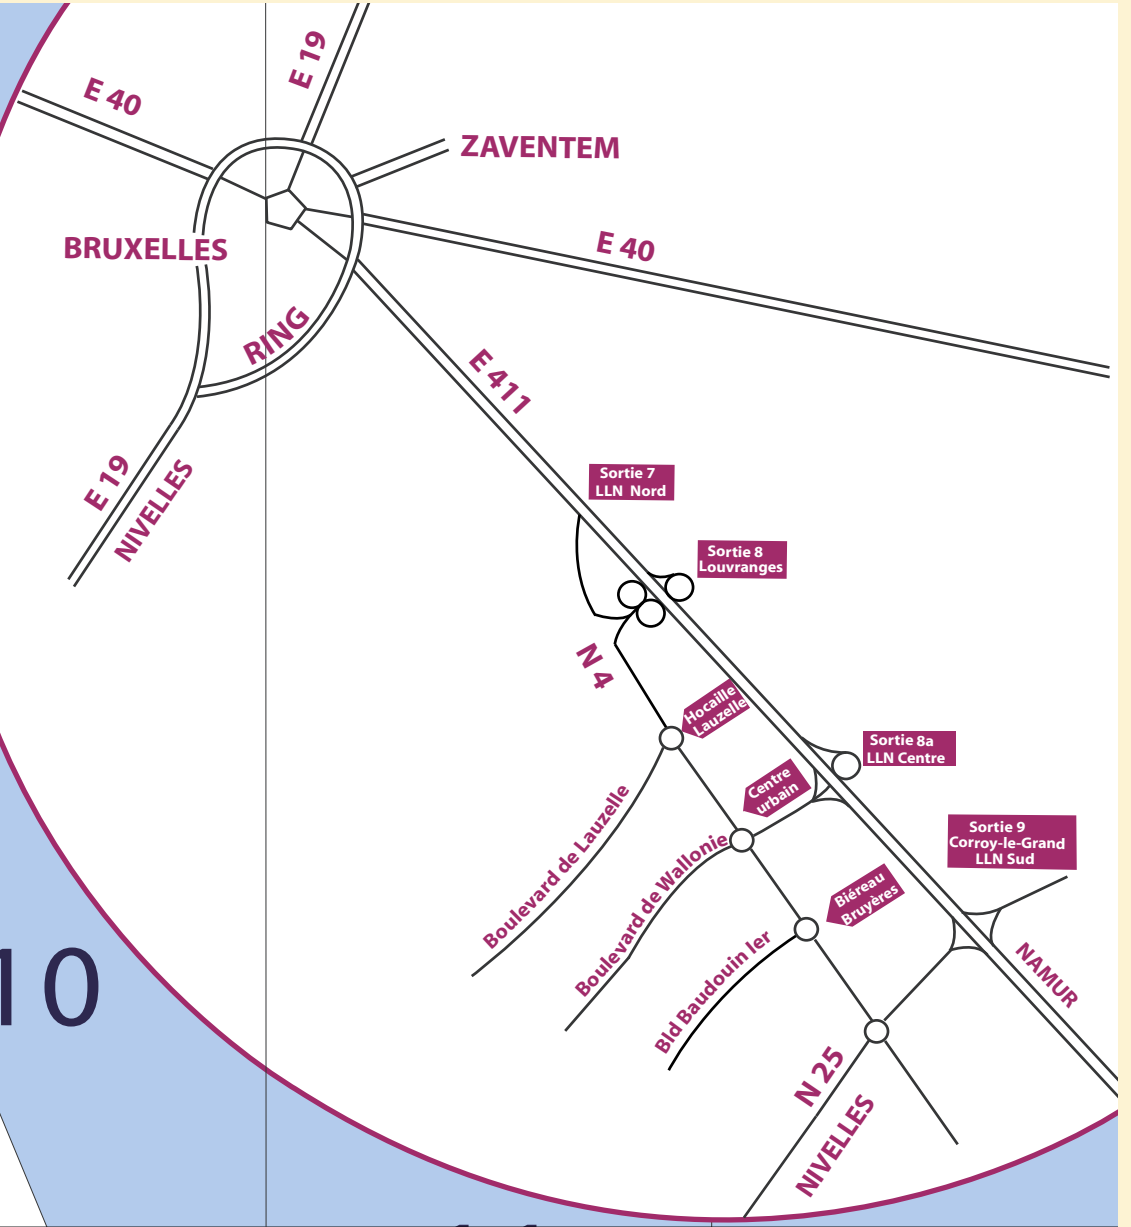 E 19
E 40
ZAVENTEM
E 40
BRUXELLES
RING
E 411
E 19
NIVELLES
Sortie 7
LLN Nord
Sortie 8
Louvranges
N 4
Hocaille
Lauzelle
Sortie 8a
LLN Centre
Centre
urbain
Boulevard de Lauzelle
Boulevard de Wallonie
Sortie 9
Corroy-le-Grand
LLN Sud
Biéreau
Bruyères
Bld Baudouin Ier
NAMUR
10
N 25
NIVELLES